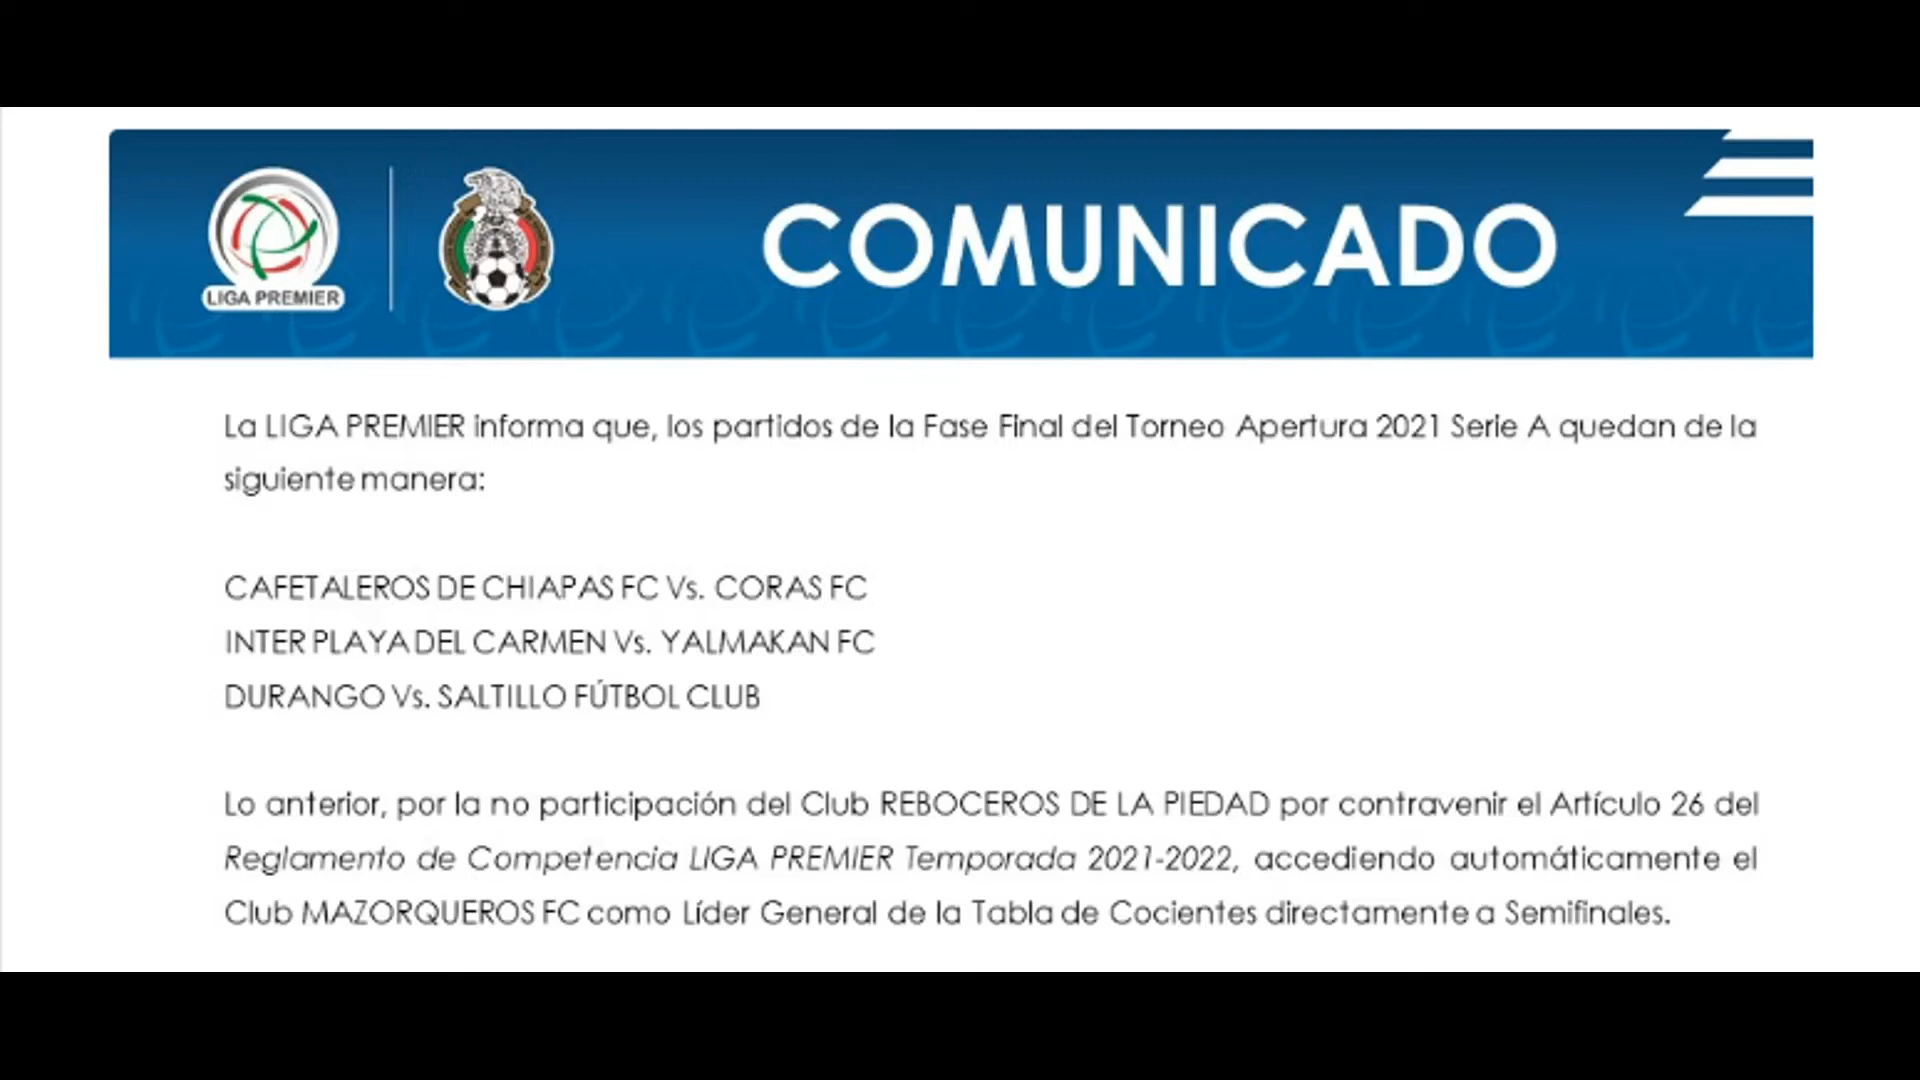 LIGA PREMIER
COMUNICADO
La LIGA PREMIER informa que, los partidos de la Fase Final del Torneo Apertura 2021 Serie A quedan de la
siguiente manera:
CAFETALEROS DE CHIAPAS FC Vs. CORAS FC
INTER PLAYA DEL CARMEN Vs. YALMAKAN FC
DURANGO Vs. SALTILLO FÚTBOL CLUB
Lo anterior, por la no participación del Club REBOCEROS DE LA PIEDAD por contravenir el Artículo 26 del
Reglamento de Competencia LIGA PREMIER Temporada 2021-2022, accediendo automáticamente el
Club MAZORQUEROS FC como Líder General de la Tabla de Cocientes directamente a Semifinales.